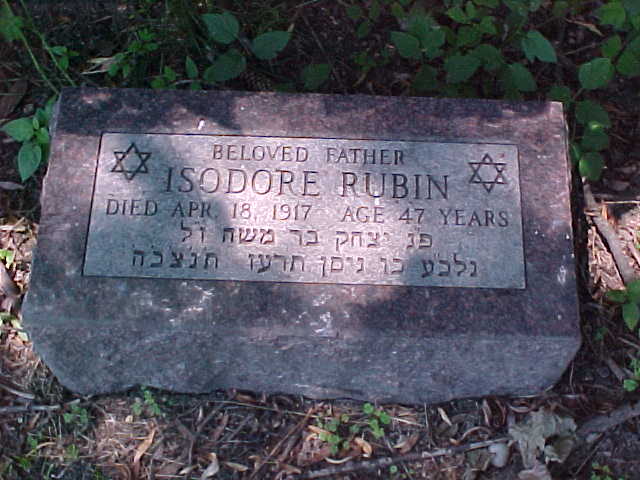 BELOVED FATHER
ISODORE RUBIN
DIED APR. 18, 1917 AGE 47 YEARS
פנ יצחק בר משה ול
נלבע כו ניסן תרעז תנצבה